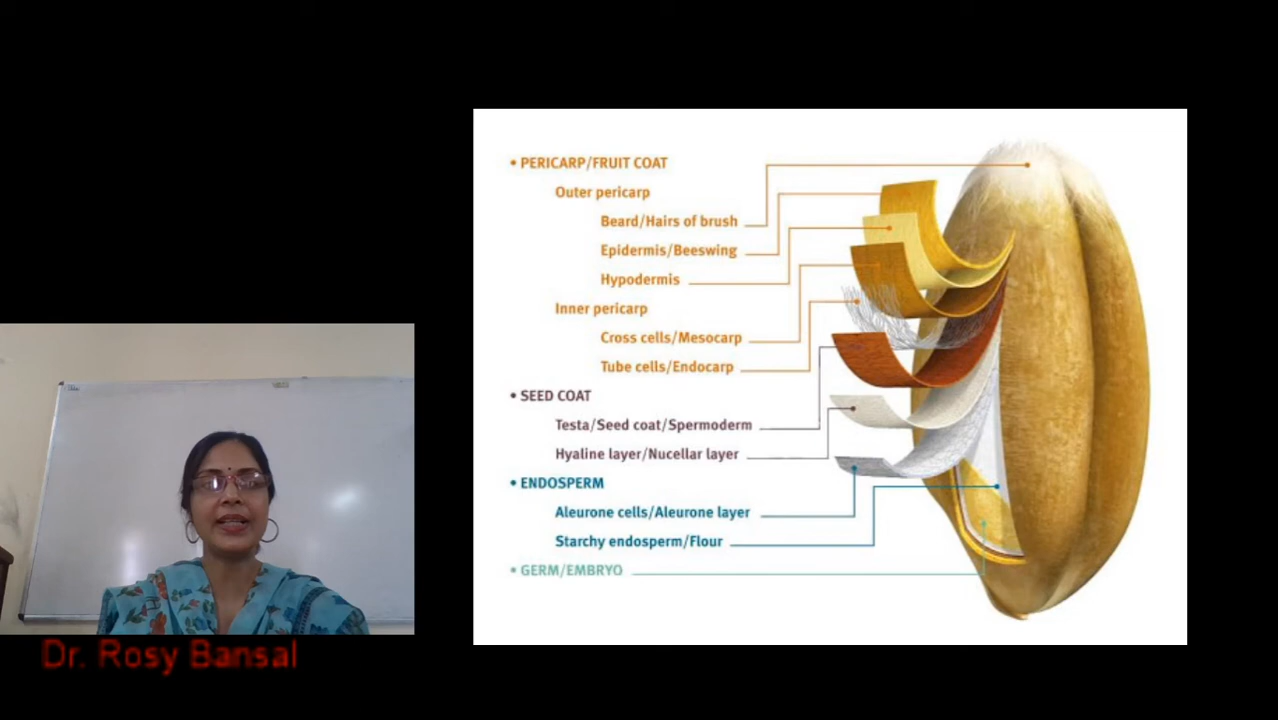 • PERICARP/FRUIT COAT
Outer pericarp
Beard/Hairs of brush
Epidermis/Beeswing
Hypodermis
Inner pericarp
Cross cells/Mesocarp
Tube cells/Endocarp
• SEED COAT
Testa/Seed coat/Spermoderm
Hyaline layer/Nucellar layer
• ENDOSPERM
Aleurone cells/Aleurone layer
Starchy endosperm/Flour
• GERM/EMBRYO
Dr. Rosy Bansal